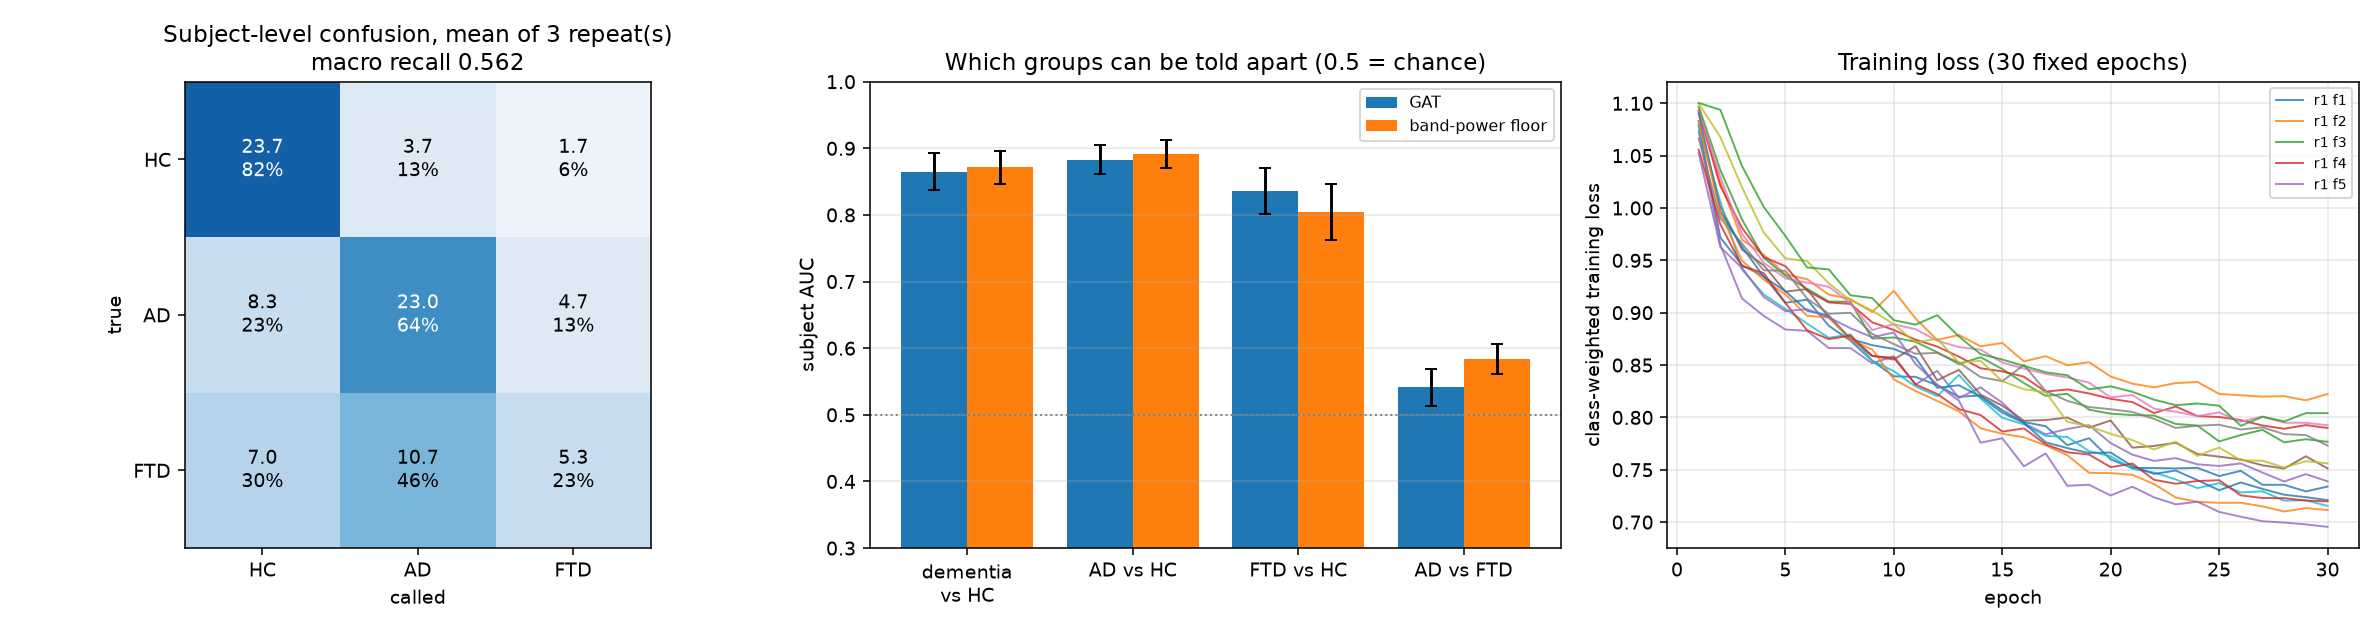 Subject-level confusion, mean of 3 repeat(s)
macro recall 0.562
true
HC
23.7
82%
3.7
13%
1.7
6%
AD
8.3
23%
23.0
64%
4.7
13%
FTD
7.0
30%
10.7
46%
5.3
23%
HC
AD
FTD
called
Which groups can be told apart (0.5 = chance)
GAT
band-power floor
subject AUC
1.0
0.9
0.8
0.7
0.6
0.5
0.4
0.3
dementia
vs HC
AD vs HC
FTD vs HC
AD vs FTD
Training loss (30 fixed epochs)
r1 f1
r1 f2
r1 f3
r1 f4
r1 f5
class-weighted training loss
1.10
1.05
1.00
0.95
0.90
0.85
0.80
0.75
0.70
0
5
10
15
20
25
30
epoch